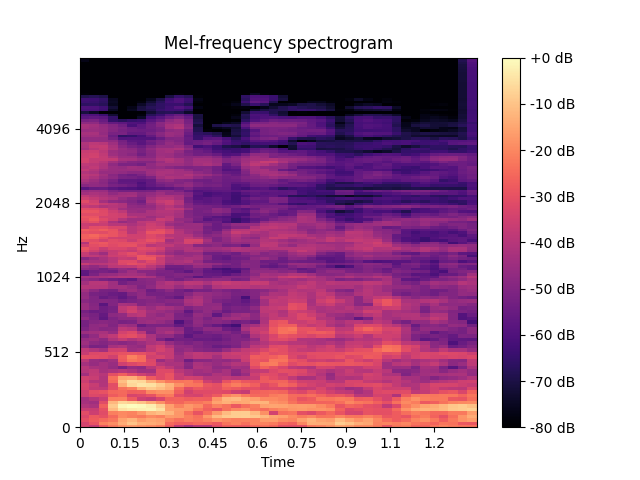 Mel-frequency spectrogram
+0 dB
-10 dB
-20 dB
-30 dB
-40 dB
-50 dB
-60 dB
-70 dB
-80 dB
Hz
4096
2048
1024
512
0
0 0.15 0.3 0.45 0.6 0.75 0.9 1.1 1.2
Time